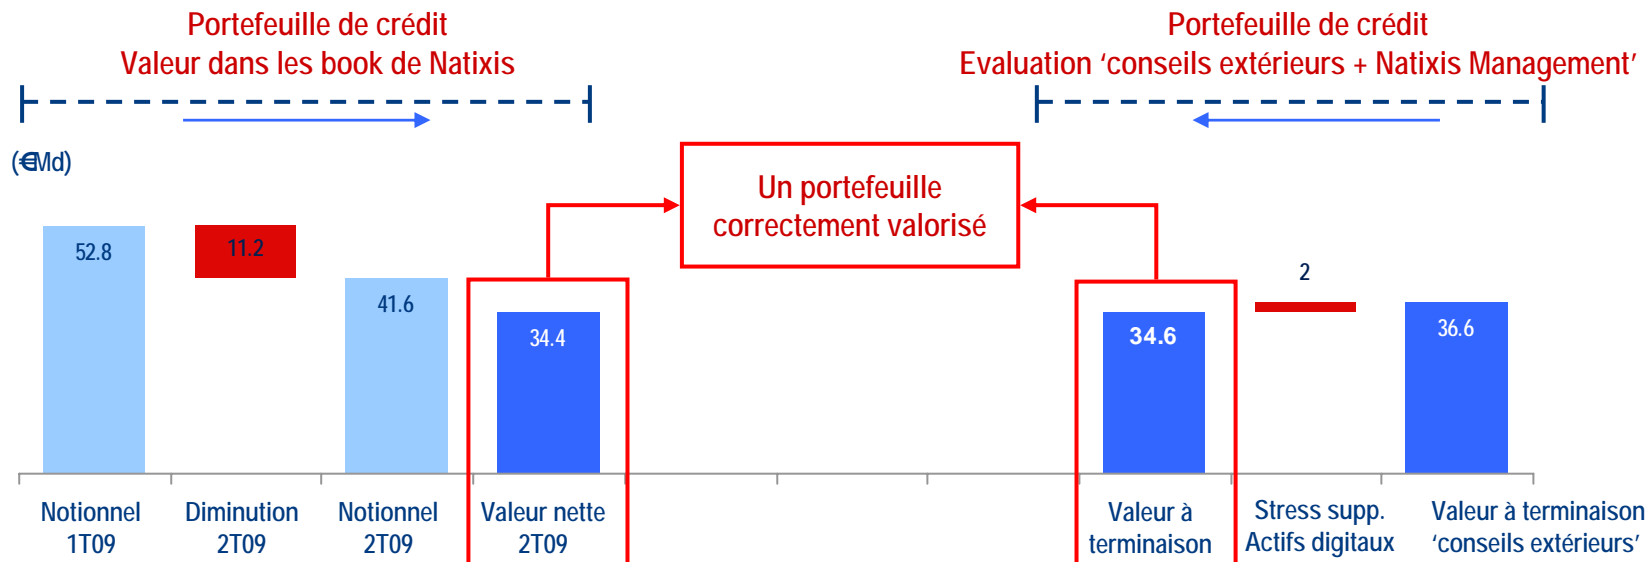 Portefeuille de crédit
Valeur dans les book de Natixis
Portefeuille de crédit
Evaluation ‘conseils extérieurs + Natixis Management’
(€Md)
Un portefeuille
correctement valorisé
52.8
11.2
41.6
34.4
34.6
2
36.6
Notionnel
1T09
Diminution
2T09
Notionnel
2T09
Valeur nette
2T09
Valeur à
terminaison
Stress supp.
Actifs digitaux
Valeur à terminaison
‘conseils extérieurs’